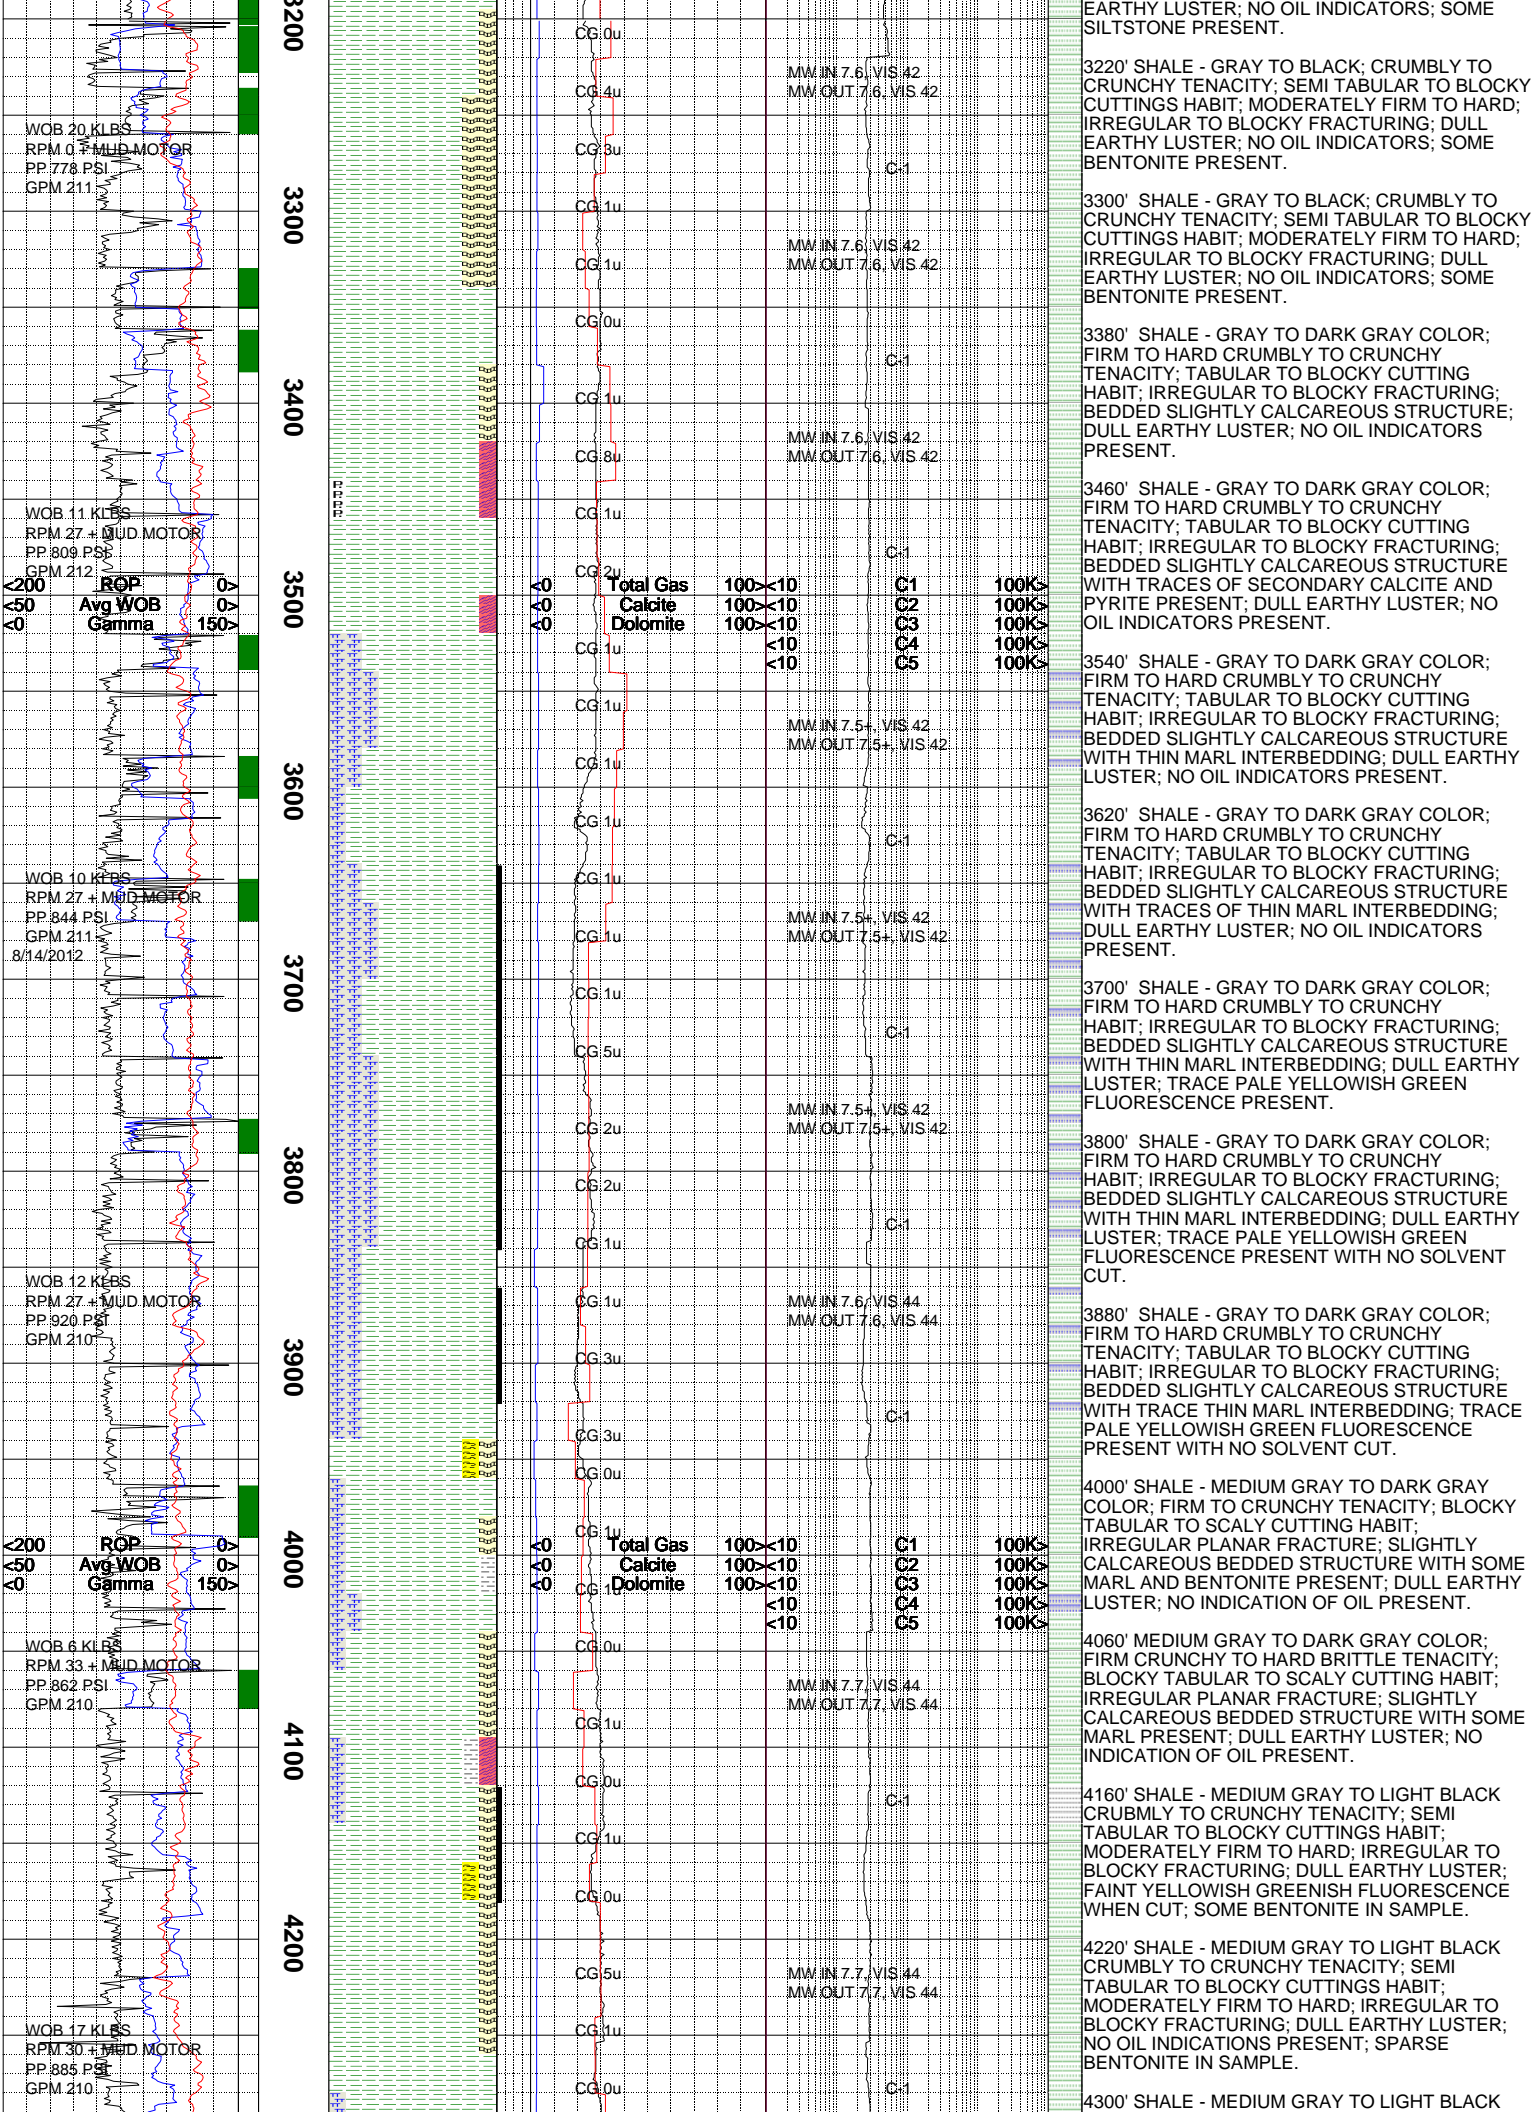 3200
3300
3400
3500
3600
3700
3800
3900
4000
4100
4200
WOB 20 KLBS
RPM 0 + MUD MOTOR
PP 778 PSI
GPM 211
WOB 11 KLBS
RPM 27 + MUD MOTOR
PP 809 PSI
GPM 212
<200 ROP 0>
<50 Avg WOB 0>
<0 Gamma 150>
WOB 10 KLBS
RPM 27 + MUD MOTOR
PP 844 PSI
GPM 211
8/14/2012
WOB 12 KLBS
RPM 27 + MUD MOTOR
PP 920 PSI
GPM 210
<200 ROP 0>
<50 Avg WOB 0>
<0 Gamma 150>
WOB 6 KLBS
RPM 33 + MUD MOTOR
PP 862 PSI
GPM 210
WOB 17 KLBS
RPM 30 + MUD MOTOR
PP 885 PSI
GPM 210
P
P
P
P
CG 0u
CG 4u
CG 3u
CG 1u
CG 1u
CG 0u
CG 1u
CG 8u
CG 1u
CG 2u
<0 Total Gas 100>
<0 Calcite 100>
<0 Dolomite 100>
CG 1u
CG 1u
CG 1u
CG 1u
CG 1u
CG 1u
CG 1u
CG 5u
CG 2u
CG 2u
CG 1u
CG 1u
CG 3u
CG 3u
CG 0u
CG 1u
<0 Total Gas 100>
<0 Calcite 100>
<0 Dolomite 100>
CG 1u
CG 0u
CG 1u
CG 0u
CG 1u
CG 0u
CG 5u
CG 1u
CG 0u
MW IN 7.6, VIS 42
MW OUT 7.6, VIS 42
C-1
MW IN 7.6, VIS 42
MW OUT 7.6, VIS 42
C-1
MW IN 7.6, VIS 42
MW OUT 7.6, VIS 42
C-1
<10 C1 100K>
<10 C2 100K>
<10 C3 100K>
<10 C4 100K>
<10 C5 100K>
MW IN 7.5+, VIS 42
MW OUT 7.5+, VIS 42
C-1
MW IN 7.5+, VIS 42
MW OUT 7.5+, VIS 42
C-1
MW IN 7.5+, VIS 42
MW OUT 7.5+, VIS 42
C-1
MW IN 7.6, VIS 44
MW OUT 7.6, VIS 44
C-1
<10 C1 100K>
<10 C2 100K>
<10 C3 100K>
<10 C4 100K>
<10 C5 100K>
MW IN 7.7, VIS 44
MW OUT 7.7, VIS 44
C-1
MW IN 7.7, VIS 44
MW OUT 7.7, VIS 44
C-1
EARTHY LUSTER; NO OIL INDICATORS; SOME
SILTSTONE PRESENT.
3220' SHALE - GRAY TO BLACK; CRUMBLY TO
CRUNCHY TENACITY; SEMI TABULAR TO BLOCKY
CUTTINGS HABIT; MODERATELY FIRM TO HARD;
IRREGULAR TO BLOCKY FRACTURING; DULL
EARTHY LUSTER; NO OIL INDICATORS; SOME
BENTONITE PRESENT.
3300' SHALE - GRAY TO BLACK; CRUMBLY TO
CRUNCHY TENACITY; SEMI TABULAR TO BLOCKY
CUTTINGS HABIT; MODERATELY FIRM TO HARD;
IRREGULAR TO BLOCKY FRACTURING; DULL
EARTHY LUSTER; NO OIL INDICATORS; SOME
BENTONITE PRESENT.
3380' SHALE - GRAY TO DARK GRAY COLOR;
FIRM TO HARD CRUMBLY TO CRUNCHY
TENACITY; TABULAR TO BLOCKY CUTTING
HABIT; IRREGULAR TO BLOCKY FRACTURING;
BEDDED SLIGHTLY CALCAREOUS STRUCTURE;
DULL EARTHY LUSTER; NO OIL INDICATORS
PRESENT.
3460' SHALE - GRAY TO DARK GRAY COLOR;
FIRM TO HARD CRUMBLY TO CRUNCHY
TENACITY; TABULAR TO BLOCKY CUTTING
HABIT; IRREGULAR TO BLOCKY FRACTURING;
BEDDED SLIGHTLY CALCAREOUS STRUCTURE
WITH TRACES OF SECONDARY CALCITE AND
PYRITE PRESENT; DULL EARTHY LUSTER; NO
OIL INDICATORS PRESENT.
3540' SHALE - GRAY TO DARK GRAY COLOR;
FIRM TO HARD CRUMBLY TO CRUNCHY
TENACITY; TABULAR TO BLOCKY CUTTING
HABIT; IRREGULAR TO BLOCKY FRACTURING;
BEDDED SLIGHTLY CALCAREOUS STRUCTURE
WITH THIN MARL INTERBEDDING; DULL EARTHY
LUSTER; NO OIL INDICATORS PRESENT.
3620' SHALE - GRAY TO DARK GRAY COLOR;
FIRM TO HARD CRUMBLY TO CRUNCHY
TENACITY; TABULAR TO BLOCKY CUTTING
HABIT; IRREGULAR TO BLOCKY FRACTURING;
BEDDED SLIGHTLY CALCAREOUS STRUCTURE
WITH TRACES OF THIN MARL INTERBEDDING;
DULL EARTHY LUSTER; NO OIL INDICATORS
PRESENT.
3700' SHALE - GRAY TO DARK GRAY COLOR;
FIRM TO HARD CRUMBLY TO CRUNCHY
HABIT; IRREGULAR TO BLOCKY FRACTURING;
BEDDED SLIGHTLY CALCAREOUS STRUCTURE
WITH THIN MARL INTERBEDDING; DULL EARTHY
LUSTER; TRACE PALE YELLOWISH GREEN
FLUORESCENCE PRESENT.
3800' SHALE - GRAY TO DARK GRAY COLOR;
FIRM TO HARD CRUMBLY TO CRUNCHY
HABIT; IRREGULAR TO BLOCKY FRACTURING;
BEDDED SLIGHTLY CALCAREOUS STRUCTURE
WITH THIN MARL INTERBEDDING; DULL EARTHY
LUSTER; TRACE PALE YELLOWISH GREEN
FLUORESCENCE PRESENT WITH NO SOLVENT
CUT.
3880' SHALE - GRAY TO DARK GRAY COLOR;
FIRM TO HARD CRUMBLY TO CRUNCHY
TENACITY; TABULAR TO BLOCKY CUTTING
HABIT; IRREGULAR TO BLOCKY FRACTURING;
BEDDED SLIGHTLY CALCAREOUS STRUCTURE
WITH TRACE THIN MARL INTERBEDDING; TRACE
PALE YELLOWISH GREEN FLUORESCENCE
PRESENT WITH NO SOLVENT CUT.
4000' SHALE - MEDIUM GRAY TO DARK GRAY
COLOR; FIRM TO CRUNCHY TENACITY; BLOCKY
TABULAR TO SCALY CUTTING HABIT;
IRREGULAR PLANAR FRACTURE; SLIGHTLY
CALCAREOUS BEDDED STRUCTURE WITH SOME
MARL AND BENTONITE PRESENT; DULL EARTHY
LUSTER; NO INDICATION OF OIL PRESENT.
4060' MEDIUM GRAY TO DARK GRAY COLOR;
FIRM CRUNCHY TO HARD BRITTLE TENACITY;
BLOCKY TABULAR TO SCALY CUTTING HABIT;
IRREGULAR PLANAR FRACTURE; SLIGHTLY
CALCAREOUS BEDDED STRUCTURE WITH SOME
MARL PRESENT; DULL EARTHY LUSTER; NO
INDICATION OF OIL PRESENT.
4160' SHALE - MEDIUM GRAY TO LIGHT BLACK
CRUBMLY TO CRUNCHY TENACITY; SEMI
TABULAR TO BLOCKY CUTTINGS HABIT;
MODERATELY FIRM TO HARD; IRREGULAR TO
BLOCKY FRACTURING; DULL EARTHY LUSTER;
FAINT YELLOWISH GREENISH FLUORESCENCE
WHEN CUT; SOME BENTONITE IN SAMPLE.
4220' SHALE - MEDIUM GRAY TO LIGHT BLACK
CRUMBLY TO CRUNCHY TENACITY; SEMI
TABULAR TO BLOCKY CUTTINGS HABIT;
MODERATELY FIRM TO HARD; IRREGULAR TO
BLOCKY FRACTURING; DULL EARTHY LUSTER;
NO OIL INDICATIONS PRESENT; SPARSE
BENTONITE IN SAMPLE.
4300' SHALE - MEDIUM GRAY TO LIGHT BLACK